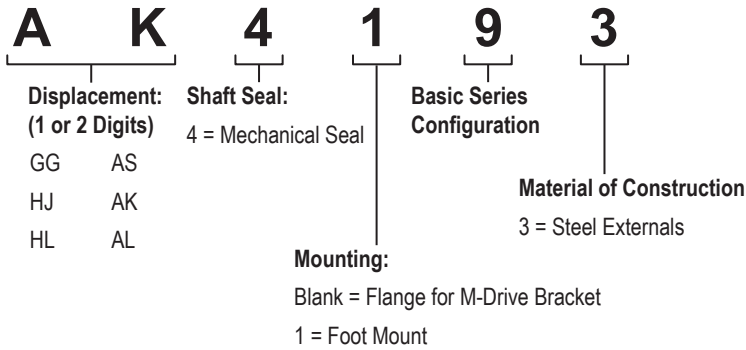 A K 4 1 9 3
Displacement:
(1 or 2 Digits)
GG AS
HJ AK
HL AL
Shaft Seal:
4 = Mechanical Seal
Mounting:
Blank = Flange for M-Drive Bracket
1 = Foot Mount
Basic Series
Configuration
Material of Construction
3 = Steel Externals